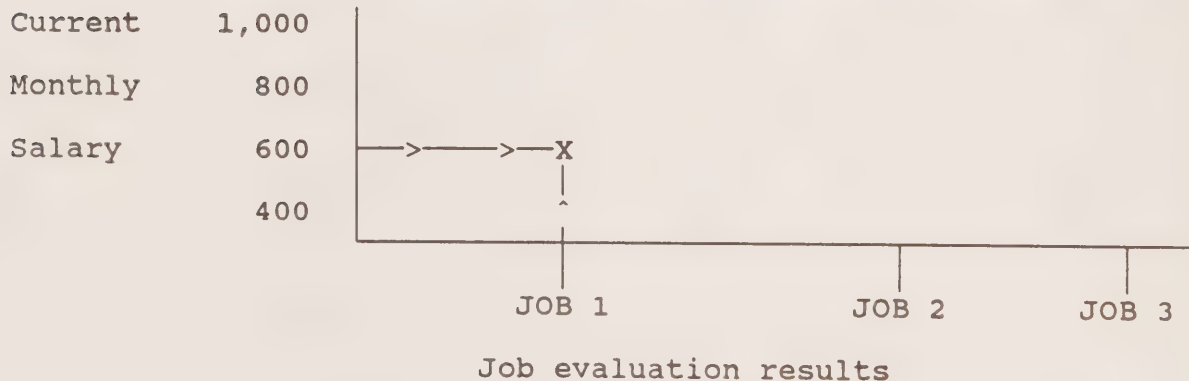 Current 1,000
Monthly 800
Salary 600 > > X
400 ^
JOB 1 JOB 2 JOB 3
Job evaluation results